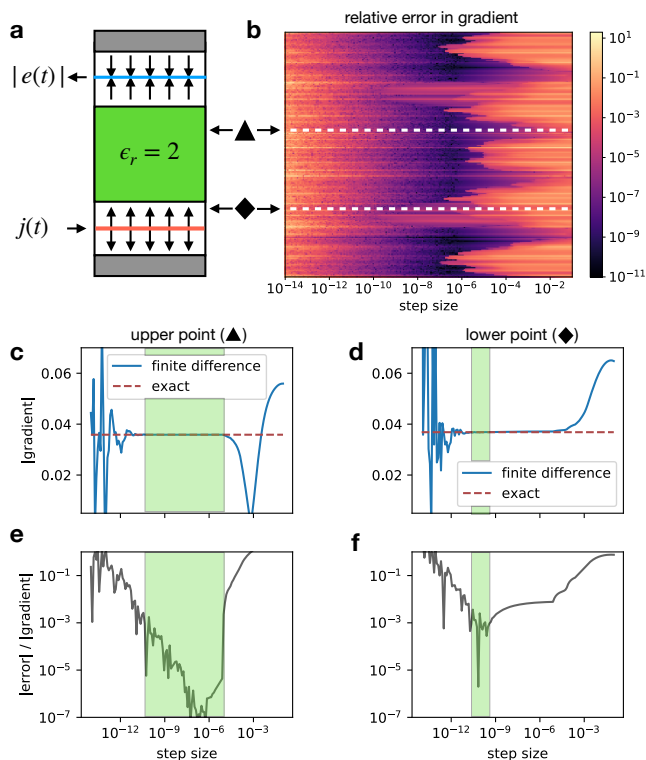 a
|e(t)|
ϵr = 2
j(t)
▲
◆
b
relative error in gradient
10^1
10^-1
10^-3
10^-5
10^-7
10^-9
10^-11
10^-14 10^-12 10^-10 10^-8 10^-6 10^-4 10^-2
step size
c
upper point (▲)
finite difference
exact
0.06
0.04
0.02
|gradient|
d
lower point (◆)
0.06
0.04
0.02
finite difference
exact
e
10^-1
10^-3
10^-5
10^-7
|error| / |gradient|
10^-12 10^-9 10^-6 10^-3
step size
f
10^-1
10^-3
10^-5
10^-7
10^-12 10^-9 10^-6 10^-3
step size